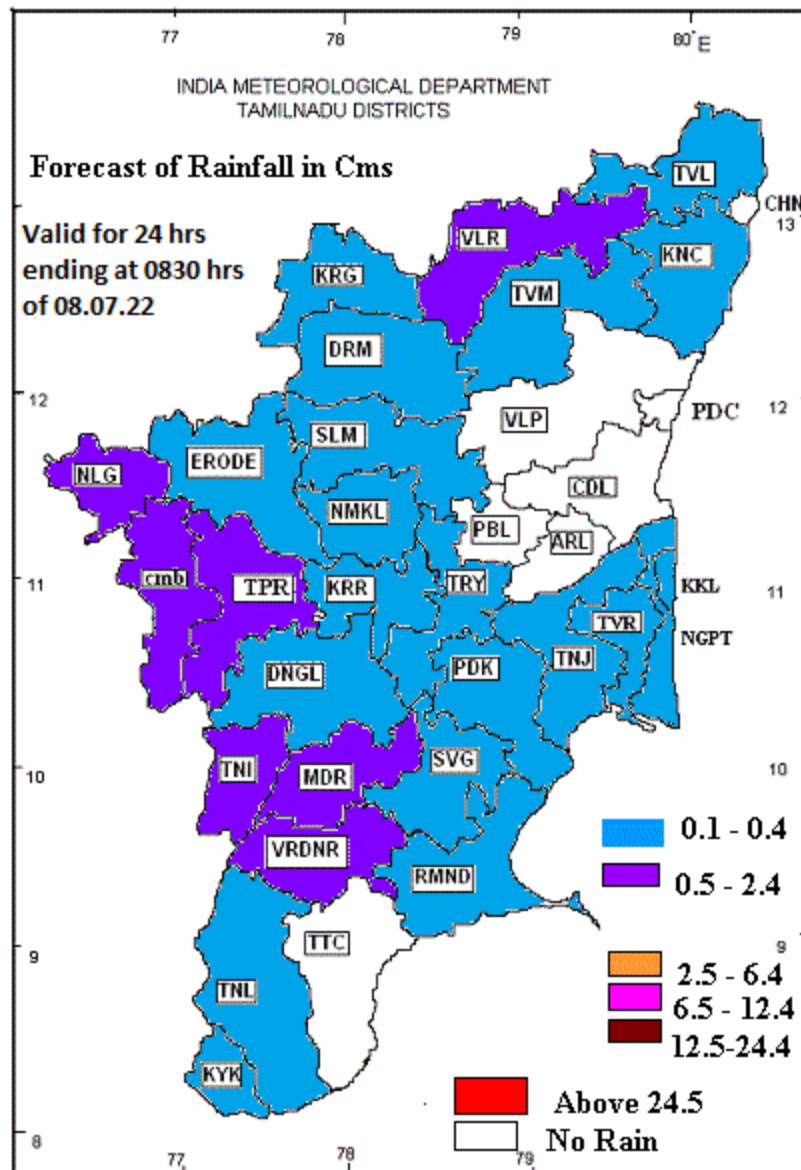 77 78 79 80° E
INDIA METEOROLOGICAL DEPARTMENT
TAMILNADU DISTRICTS
Forecast of Rainfall in Cms
TVL
CHN
13
Valid for 24 hrs
ending at 0830 hrs
of 08.07.22
VLR
KNC
KRG
TVM
DRM
12
12
PDC
VLP
SLM
ERODE
NLG
CDL
NMKL
PBL
ARL
11
cmb
TPR
KRR
TRY
KKL
11
TVR
NGPT
TNJ
DNGL
PDK
10
TNI
MDR
SVG
10
0.1 - 0.4
VRDNR
RMND
0.5 - 2.4
9
TTC
9
2.5 - 6.4
TNL
6.5 - 12.4
12.5-24.4
KYK
Above 24.5
8
No Rain
77 78 79